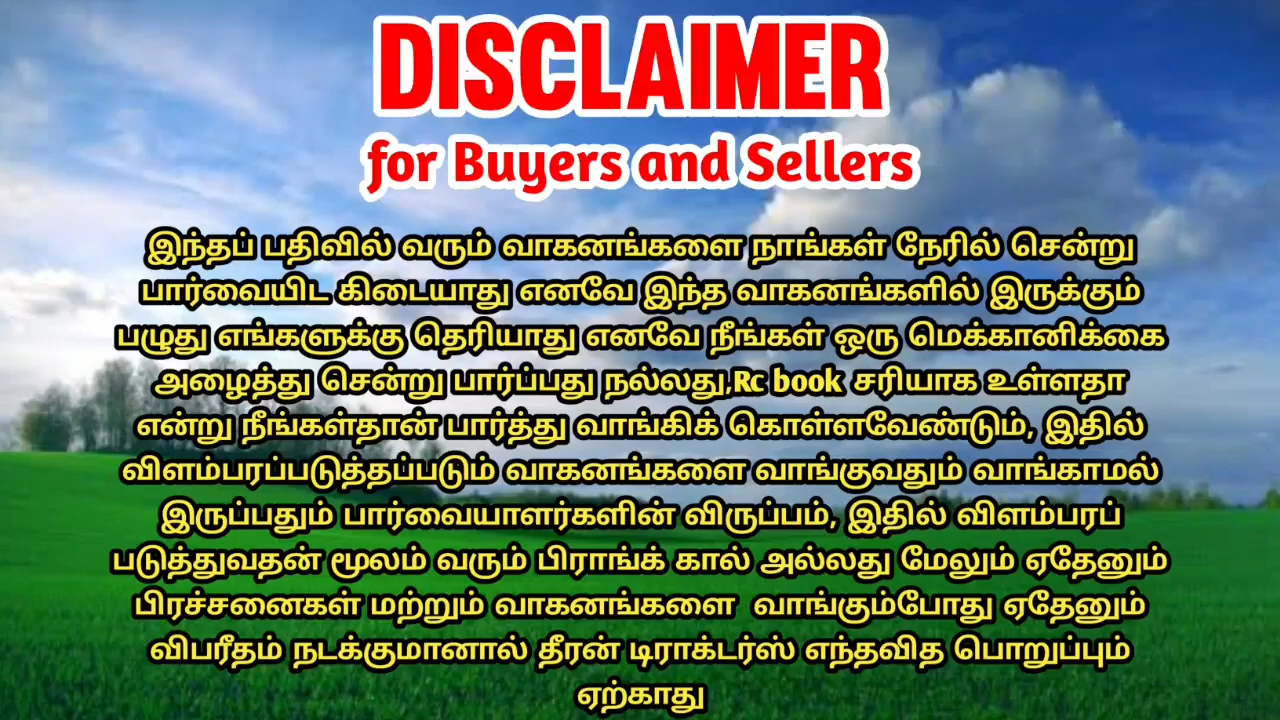 DISCLAIMER
for Buyers and Sellers
இந்தப் பதிவில் வரும் வாகனங்களை நாங்கள் நேரில் சென்று
பார்வையிட கிடையாது எனவே இந்த வாகனங்களில் இருக்கும்
பழுது எங்களுக்கு தெரியாது எனவே நீங்கள் ஒரு மெக்கானிக்கை
அழைத்து சென்று பார்ப்பது நல்லது,Rc book சரியாக உள்ளதா
என்று நீங்கள்தான் பார்த்து வாங்கிக் கொள்ளவேண்டும், இதில்
விளம்பரப்படுத்தப்படும் வாகனங்களை வாங்குவதும் வாங்காமல்
இருப்பதும் பார்வையாளர்களின் விருப்பம், இதில் விளம்பரப்
படுத்துவதன் மூலம் வரும் பிராங்க் கால் அல்லது மேலும் ஏதேனும்
பிரச்சனைகள் மற்றும் வாகனங்களை  வாங்கும்போது ஏதேனும்
விபரீதம் நடக்குமானால் தீரன் டிராக்டர்ஸ் எந்தவித பொறுப்பும்
ஏற்காது